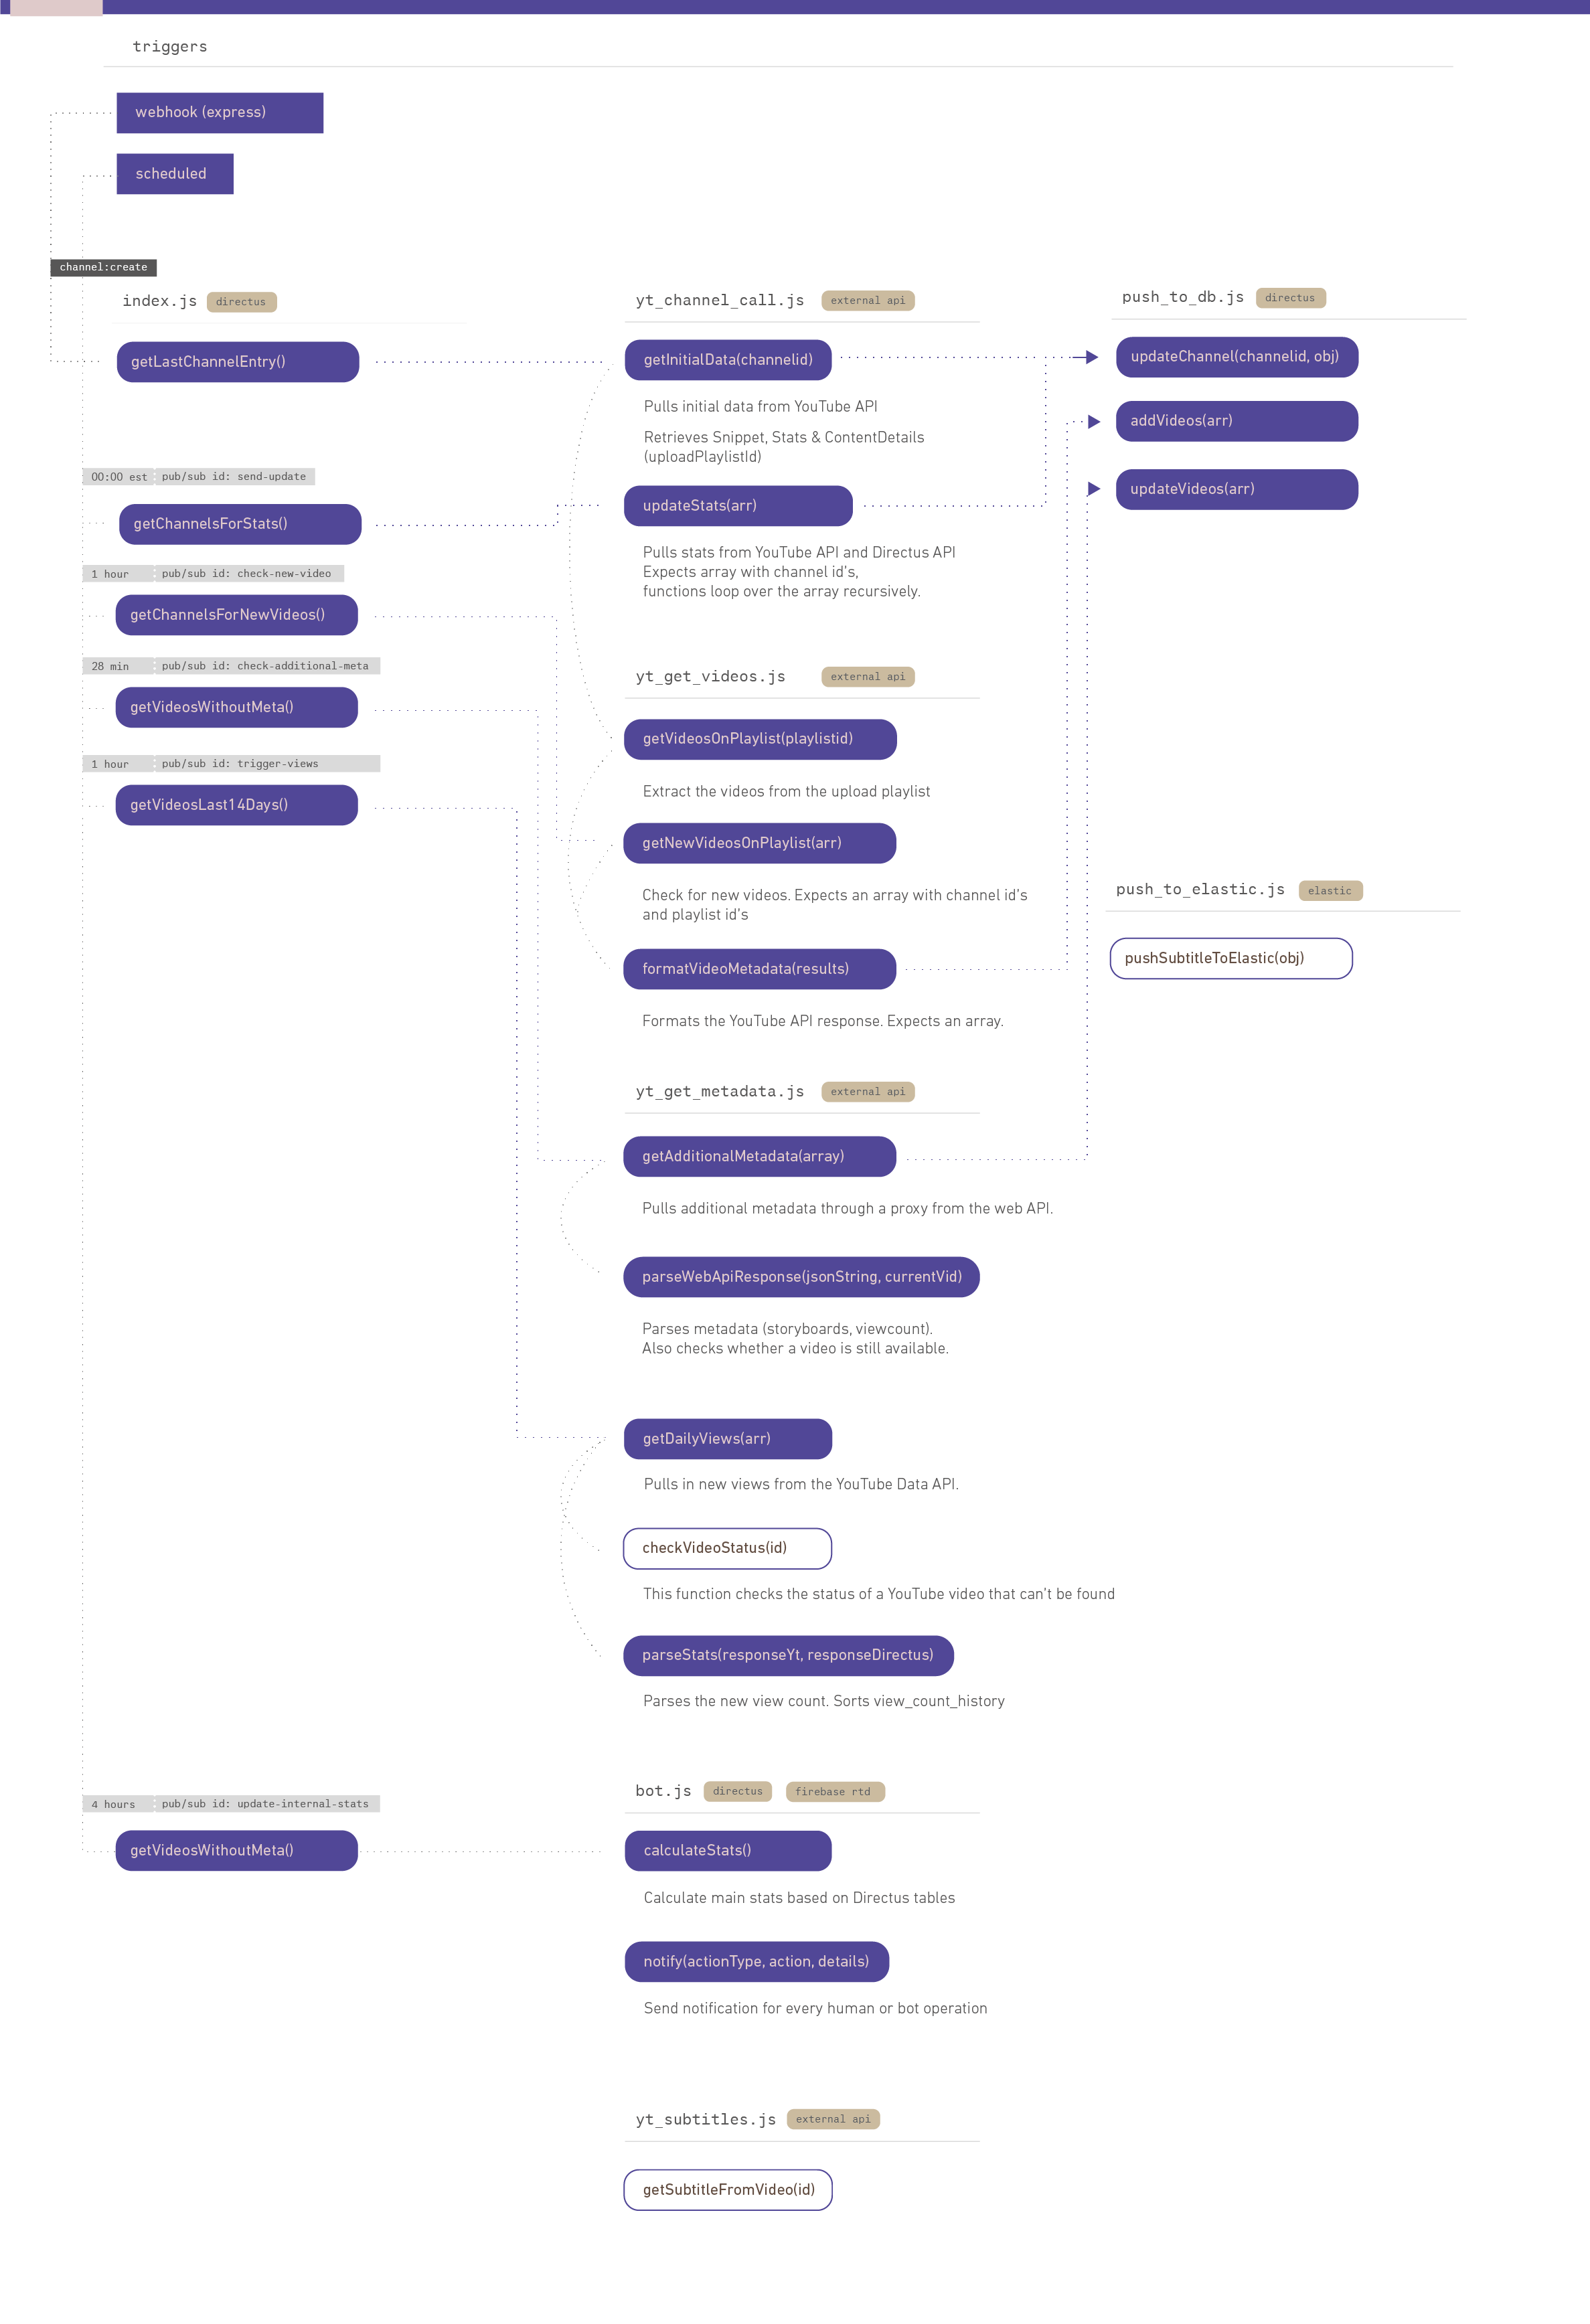 triggers
webhook (express)
scheduled
channel:create
index.js
directus
getLastChannelEntry()
00:00 est
pub/sub id: send-update
getChannelsForStats()
1 hour
pub/sub id: check-new-video
getChannelsForNewVideos()
28 min
pub/sub id: check-additional-meta
getVideosWithoutMeta()
1 hour
pub/sub id: trigger-views
getVideosLast14Days()
4 hours
pub/sub id: update-internal-stats
getVideosWithoutMeta()
yt_channel_call.js
external api
getInitialData(channelid)
Pulls initial data from YouTube API
Retrieves Snippet, Stats & ContentDetails
(uploadPlaylistId)
updateStats(arr)
Pulls stats from YouTube API and Directus API
Expects array with channel id's,
functions loop over the array recursively.
yt_get_videos.js
external api
getVideosOnPlaylist(playlistid)
Extract the videos from the upload playlist
getNewVideosOnPlaylist(arr)
Check for new videos. Expects an array with channel id's
and playlist id's
formatVideoMetadata(results)
Formats the YouTube API response. Expects an array.
yt_get_metadata.js
external api
getAdditionalMetadata(array)
Pulls additional metadata through a proxy from the web API.
parseWebApiResponse(jsonString, currentVid)
Parses metadata (storyboards, viewcount).
Also checks whether a video is still available.
getDailyViews(arr)
Pulls in new views from the YouTube Data API.
checkVideoStatus(id)
This function checks the status of a YouTube video that can't be found
parseStats(responseYt, responseDirectus)
Parses the new view count. Sorts view_count_history
bot.js
directus
firebase rtd
calculateStats()
Calculate main stats based on Directus tables
notify(actionType, action, details)
Send notification for every human or bot operation
yt_subtitles.js
external api
getSubtitleFromVideo(id)
push_to_db.js
directus
updateChannel(channelid, obj)
addVideos(arr)
updateVideos(arr)
push_to_elastic.js
elastic
pushSubtitleToElastic(obj)